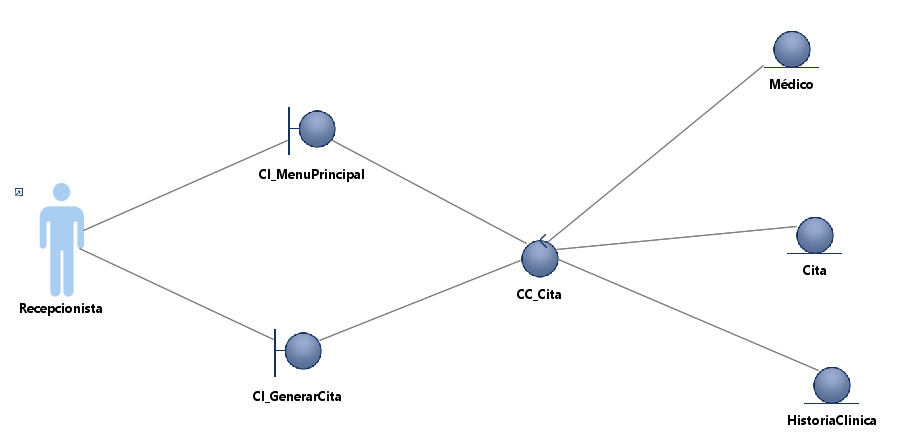 Médico
CI_MenuPrincipal
Recepcionista
CC_Cita
Cita
CI_GenerarCita
HistoriaClinica